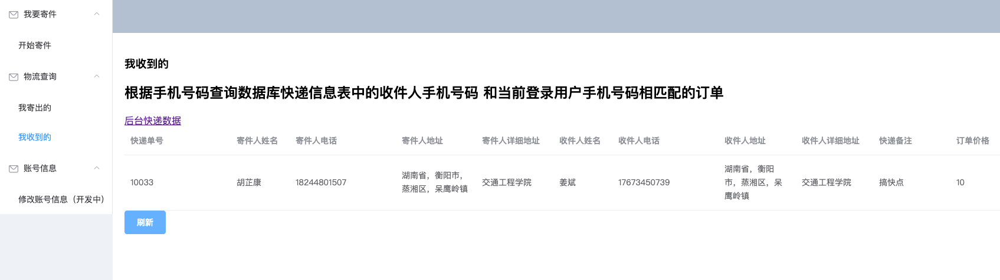 我要寄件
开始寄件
物流查询
我寄出的
我收到的
账号信息
修改账号信息（开发中）
我收到的
根据手机号码查询数据库快递信息表中的收件人手机号码 和当前登录用户手机号码相匹配的订单
后台快递数据
快递单号 寄件人姓名 寄件人电话 寄件人地址 寄件人详细地址 收件人姓名 收件人电话 收件人地址 收件人详细地址 快递备注 订单价格
10033 胡芷康 18244801507 湖南省，衡阳市， 交通工程学院 姜斌 17673450739 湖南省，衡阳 交通工程学院 搞快点 10
蒸湘区，呆鹰岭镇 市，蒸湘区，呆
鹰岭镇
刷新